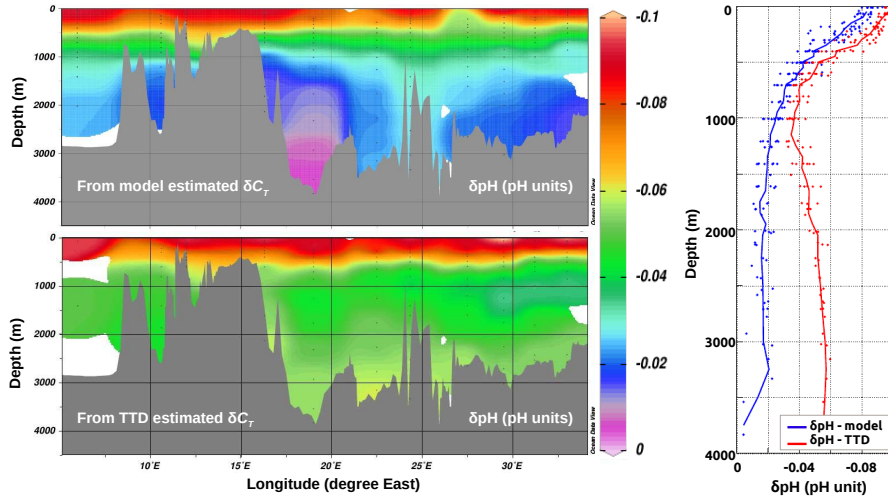 0
1000
2000
3000
4000
Depth (m)
From model estimated δC_T
δpH (pH units)
Ocean Data View
0
1000
2000
3000
4000
Depth (m)
From TTD estimated δC_T
δpH (pH units)
Ocean Data View
10˚E
15˚E
20˚E
25˚E
30˚E
Longitude (degree East)
-0.1
-0.08
-0.06
-0.04
-0.02
0
0
1000
2000
3000
4000
Depth (m)
δpH - model
δpH - TTD
0
-0.04
-0.08
δpH (pH unit)